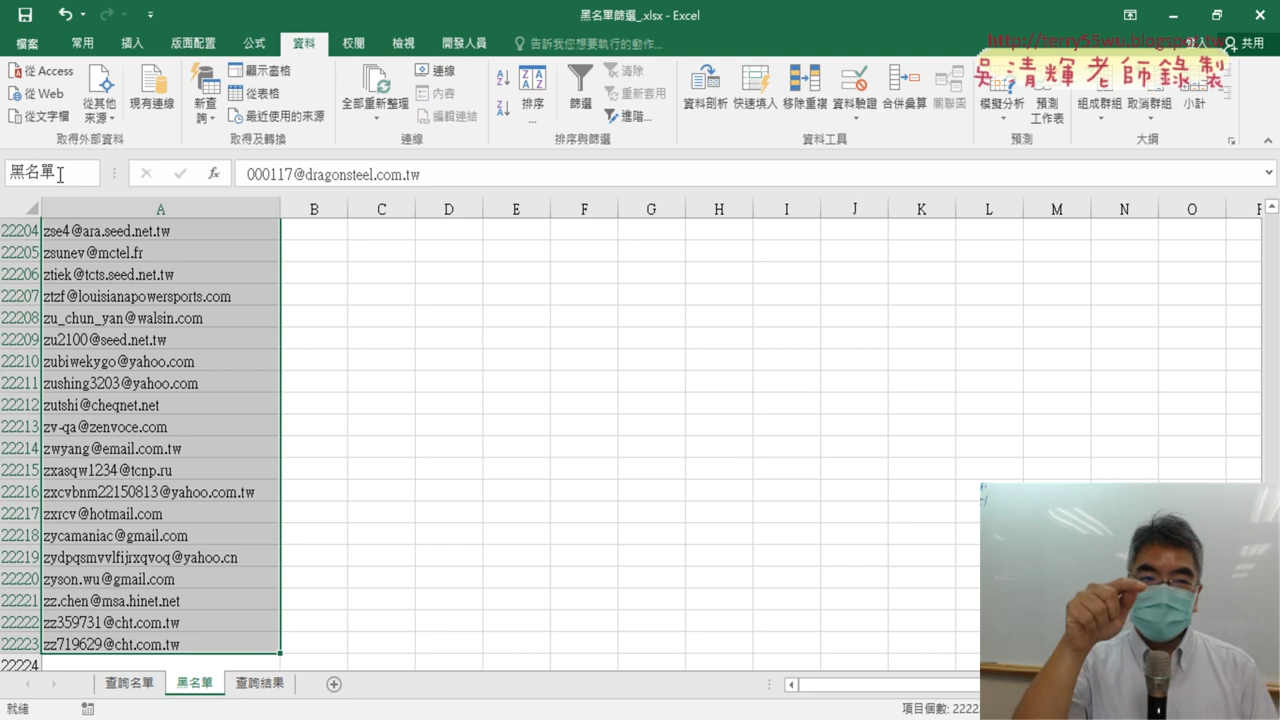 黑名單篩選_.xlsx - Excel
檔案 常用 插入 版面配置 公式 資料 校閱 檢視 開發人員 告訴我您想要執行的動作... 登入 共用
http://terry55wu.blogspot.tw
吳清輝老師錄製
從 Access
從 Web
從文字檔
從其他
來源
現有連線
取得外部資料
新查
詢
顯示查詢
從表格
最近使用的來源
取得及轉換
全部重新整理
連線
內容
編輯連結
連線
排序
...
篩選
清除
重新套用
進階...
排序與篩選
資料剖析 快速填入 移除重複
...
資料驗證 合併彙算 關聯圖
資料工具
模擬分析 預測
工作表
預測
組成群組 取消群組 小計
大綱
黑名單
fx
000117@dragonsteel.com.tw
A B C D E F G H I J K L M N O
22204 zse4@ara.seed.net.tw
22205 zsunev@mctel.fr
22206 ztiek@tcts.seed.net.tw
22207 ztzf@louisianapowersports.com
22208 zu_chun_yan@walsin.com
22209 zu2100@seed.net.tw
22210 zubiwekygo@yahoo.com
22211 zushing3203@yahoo.com
22212 zutshi@cheqnet.net
22213 zv-qa@zenvoce.com
22214 zwyang@email.com.tw
22215 zxasqw1234@tcnp.ru
22216 zxcvbnm22150813@yahoo.com.tw
22217 zxrcv@hotmail.com
22218 zycamaniac@gmail.com
22219 zydpqsmvvlfijrxqvoq@yahoo.cn
22220 zyson.wu@gmail.com
22221 zz.chen@msa.hinet.net
22222 zz359731@cht.com.tw
22223 zz719629@cht.com.tw
22224
查詢名單 黑名單 查詢結果
就緒
項目個數: 2222